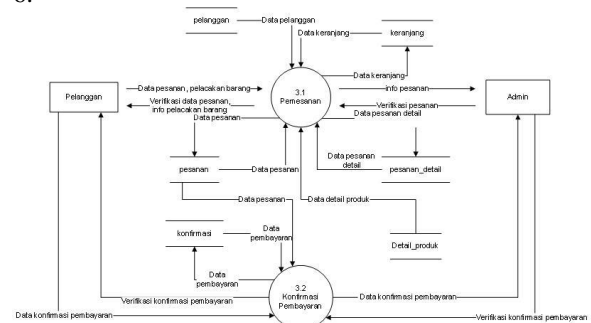 pelanggan
Data pelanggan
Data keranjang
keranjang
Data keranjang
3.1
Pemesanan
Pelanggan
Data pesanan , pelacakan barang
Verifikasi data pesanan,
info pelacakan barang
Data pesanan
info pesanan
Verifikasi pesanan
Data pesanan detail
Admin
pesanan
Data pesanan
Data pesanan
detail
pesanan_detail
Data pesanan
Data detail produk
konfirmasi
Data
pembayaran
Detail_produk
Data
pembayaran
3.2
Konfirmasi
Pembayaran
Verifikasi konfirmasi pembayaran
Data konfirmasi pembayaran
Data konfirmasi pembayaran
Verifikasi konfirmasi pembayaran